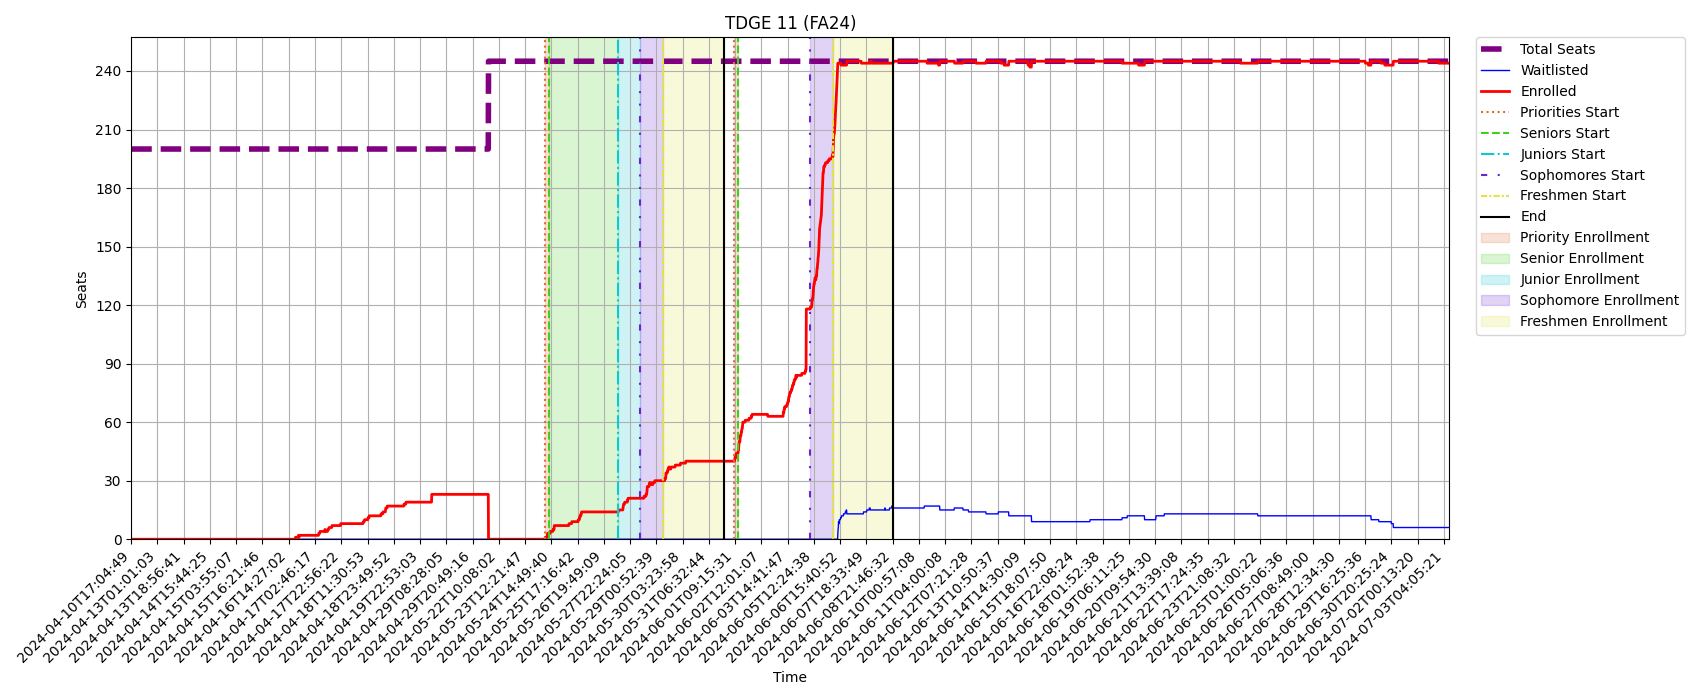 TDGE 11 (FA24)
Seats
240
210
180
150
120
90
60
30
0
2024-04-10T17:04:49
2024-04-13T01:01:03
2024-04-13T18:56:41
2024-04-14T15:44:25
2024-04-15T03:55:07
2024-04-15T16:21:46
2024-04-16T14:27:02
2024-04-17T02:46:17
2024-04-17T22:56:22
2024-04-18T11:30:53
2024-04-18T23:49:52
2024-04-19T22:53:03
2024-04-29T08:28:05
2024-04-29T20:49:16
2024-05-22T10:08:02
2024-05-23T12:21:47
2024-05-24T14:49:40
2024-05-25T17:16:42
2024-05-26T19:49:09
2024-05-27T22:24:05
2024-05-29T00:52:39
2024-05-30T03:23:58
2024-05-31T06:32:44
2024-06-01T09:15:31
2024-06-02T12:01:07
2024-06-03T14:41:47
2024-06-05T12:24:38
2024-06-06T15:40:52
2024-06-07T18:33:49
2024-06-08T21:46:32
2024-06-10T00:57:08
2024-06-11T04:00:08
2024-06-12T07:21:28
2024-06-13T10:50:37
2024-06-14T14:30:09
2024-06-15T18:07:50
2024-06-16T22:08:24
2024-06-18T01:52:38
2024-06-19T06:11:25
2024-06-20T09:54:30
2024-06-21T13:39:08
2024-06-22T17:24:35
2024-06-23T21:08:32
2024-06-25T01:00:22
2024-06-26T05:06:36
2024-06-27T08:49:00
2024-06-28T12:34:30
2024-06-29T16:25:36
2024-06-30T20:25:24
2024-07-02T00:13:20
2024-07-03T04:05:21
Time
Total Seats
Waitlisted
Enrolled
Priorities Start
Seniors Start
Juniors Start
Sophomores Start
Freshmen Start
End
Priority Enrollment
Senior Enrollment
Junior Enrollment
Sophomore Enrollment
Freshmen Enrollment